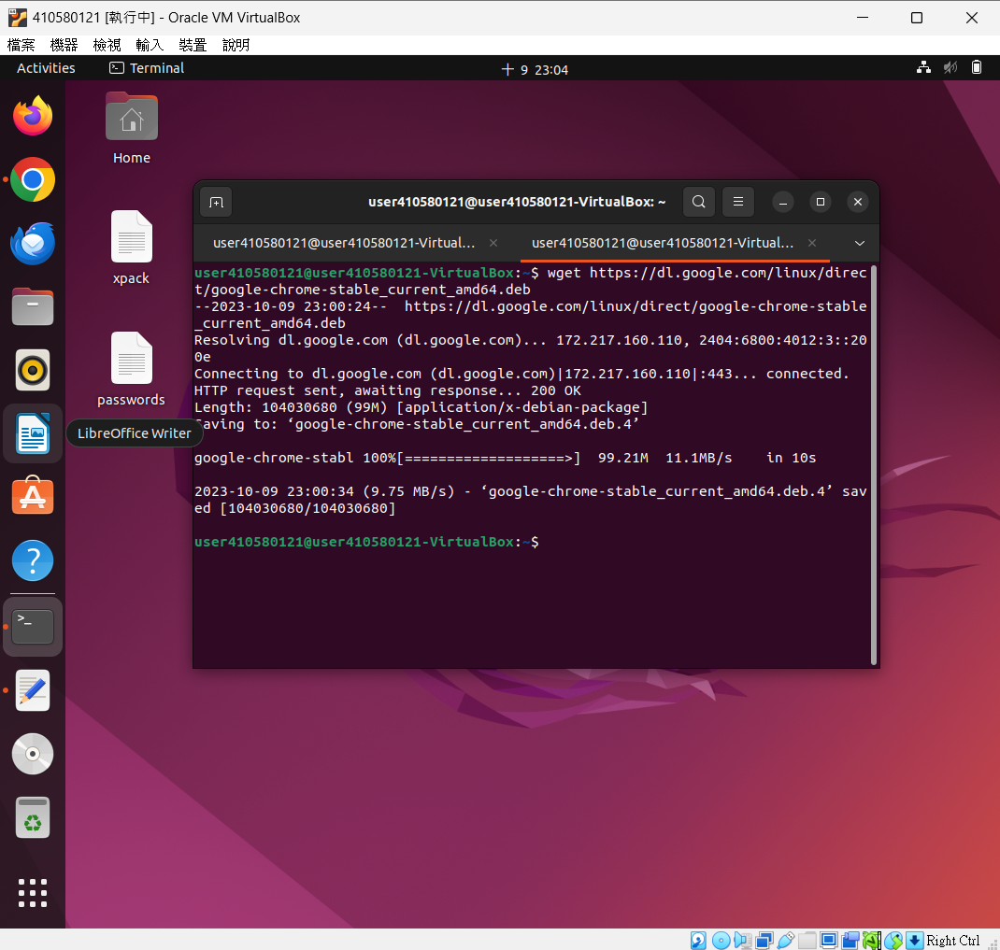 410580121 [執行中] - Oracle VM VirtualBox
檔案 機器 檢視 輸入 裝置 說明
Activities Terminal 十 9 23:04
Home
xpack
passwords
LibreOffice Writer
user410580121@user410580121-VirtualBox: ~
user410580121@user410580121-Virtual... user410580121@user410580121-Virtual...
user410580121@user410580121-VirtualBox:~$ wget https://dl.google.com/linux/direc
t/google-chrome-stable_current_amd64.deb
--2023-10-09 23:00:24--  https://dl.google.com/linux/direct/google-chrome-stable
_current_amd64.deb
Resolving dl.google.com (dl.google.com)... 172.217.160.110, 2404:6800:4012:3::20
0e
Connecting to dl.google.com (dl.google.com)|172.217.160.110|:443... connected.
HTTP request sent, awaiting response... 200 OK
Length: 104030680 (99M) [application/x-debian-package]
Saving to: ‘google-chrome-stable_current_amd64.deb.4’
google-chrome-stabl 100%[===================>]  99.21M  11.1MB/s    in 10s
2023-10-09 23:00:34 (9.75 MB/s) - ‘google-chrome-stable_current_amd64.deb.4’ sav
ed [104030680/104030680]
user410580121@user410580121-VirtualBox:~$
Right Ctrl